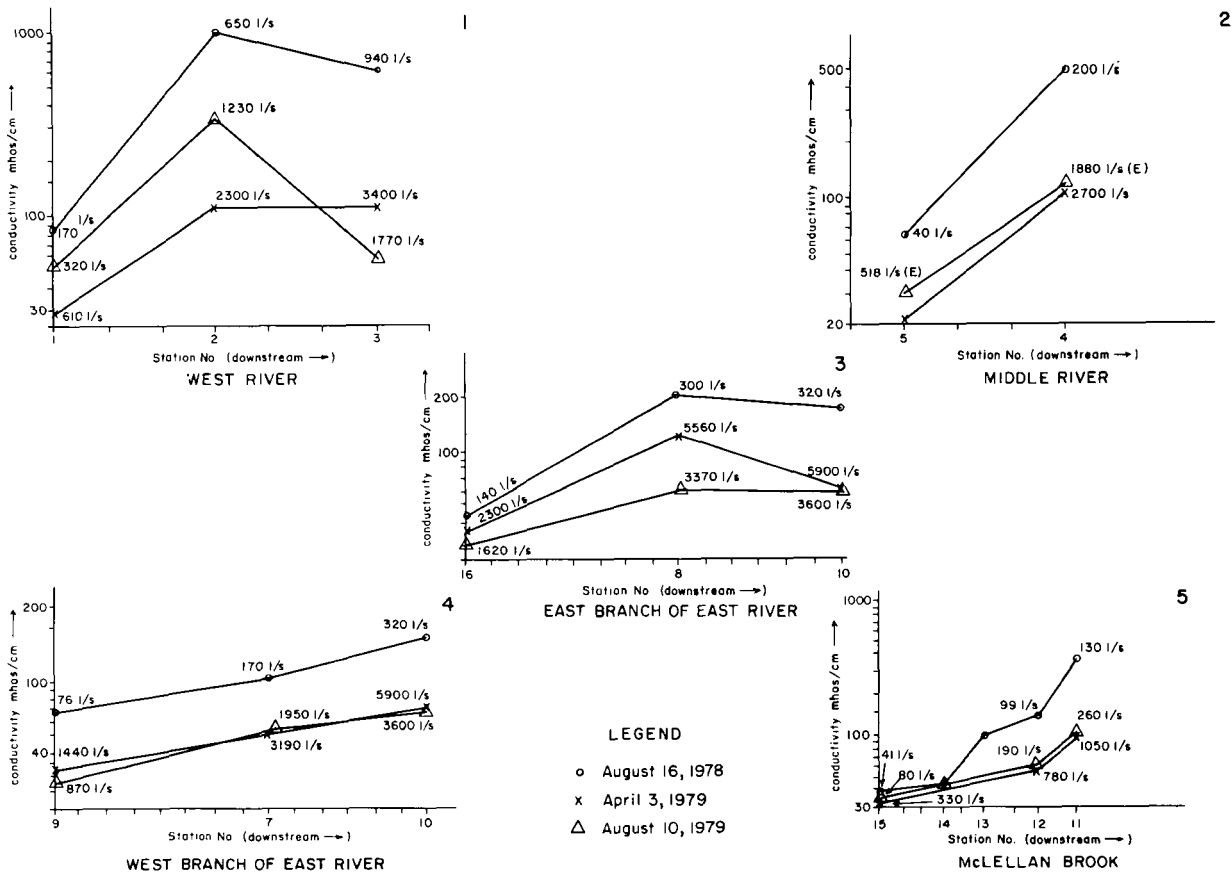 1
1000
100
30
conductivity mhos/cm
650 l/s
940 l/s
1230 l/s
2300 l/s
3400 l/s
170 l/s
320 l/s
1770 l/s
610 l/s
1 2 3
Station No. (downstream →)
WEST RIVER
2
500
100
20
conductivity mhos/cm
200 l/s
1880 l/s (E)
2700 l/s
40 l/s
518 l/s (E)
5 4
Station No. (downstream →)
MIDDLE RIVER
3
200
100
conductivity mhos/cm
300 l/s
320 l/s
5560 l/s
3370 l/s
5900 l/s
3600 l/s
140 l/s
2300 l/s
1620 l/s
16 8 10
Station No. (downstream →)
EAST BRANCH OF EAST RIVER
4
200
100
40
conductivity mhos/cm
320 l/s
170 l/s
76 l/s
5900 l/s
1950 l/s
3600 l/s
1440 l/s
3190 l/s
870 l/s
9 7 10
Station No. (downstream →)
WEST BRANCH OF EAST RIVER
LEGEND
August 16, 1978
April 3, 1979
August 10, 1979
5
1000
100
30
conductivity mhos/cm
130 l/s
99 l/s
260 l/s
190 l/s
1050 l/s
41 l/s
80 l/s
780 l/s
330 l/s
15 14 13 12 11
Station No. (downstream →)
McLELLAN BROOK